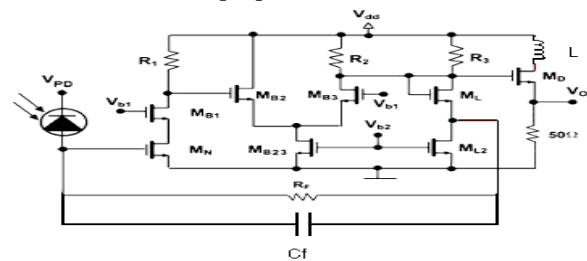 Vdd
L
R1
R2
R3
MD
VPD
VO
Vb1
MB2
MB3
Vb1
ML
MB1
Vb2
50Ω
MN
MB23
ML2
RF
Cf